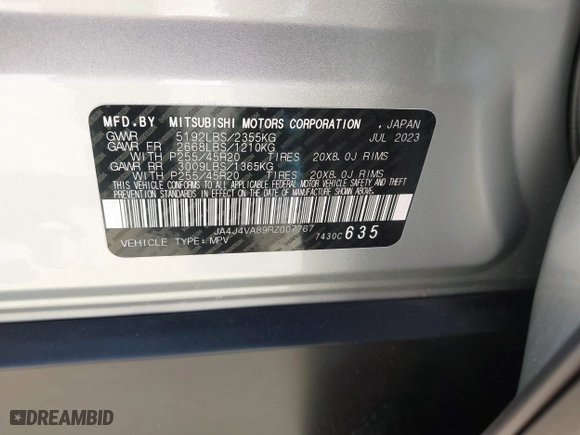 MFD.BY MITSUBISHI MOTORS CORPORATION , JAPAN
GVWR 5192LBS/2355KG JUL 2023
GAWR FR 2668LBS/1210KG
WITH P255/45R20 TIRES 20X8.0J RIMS
GAWR RR 3009LBS/1365KG
WITH P255/45R20 TIRES 20X8.0J RIMS
THIS VEHICLE CONFORMS TO ALL APPLICABLE FEDERAL MOTOR VEHICLE SAFETY AND THEFT
PREVENTION STANDARDS IN EFFECT ON THE DATE OF MANUFACTURE SHOWN ABOVE.
JA4J4VA89RZ007767
VEHICLE TYPE: MPV 7430C 635
DREAMBID